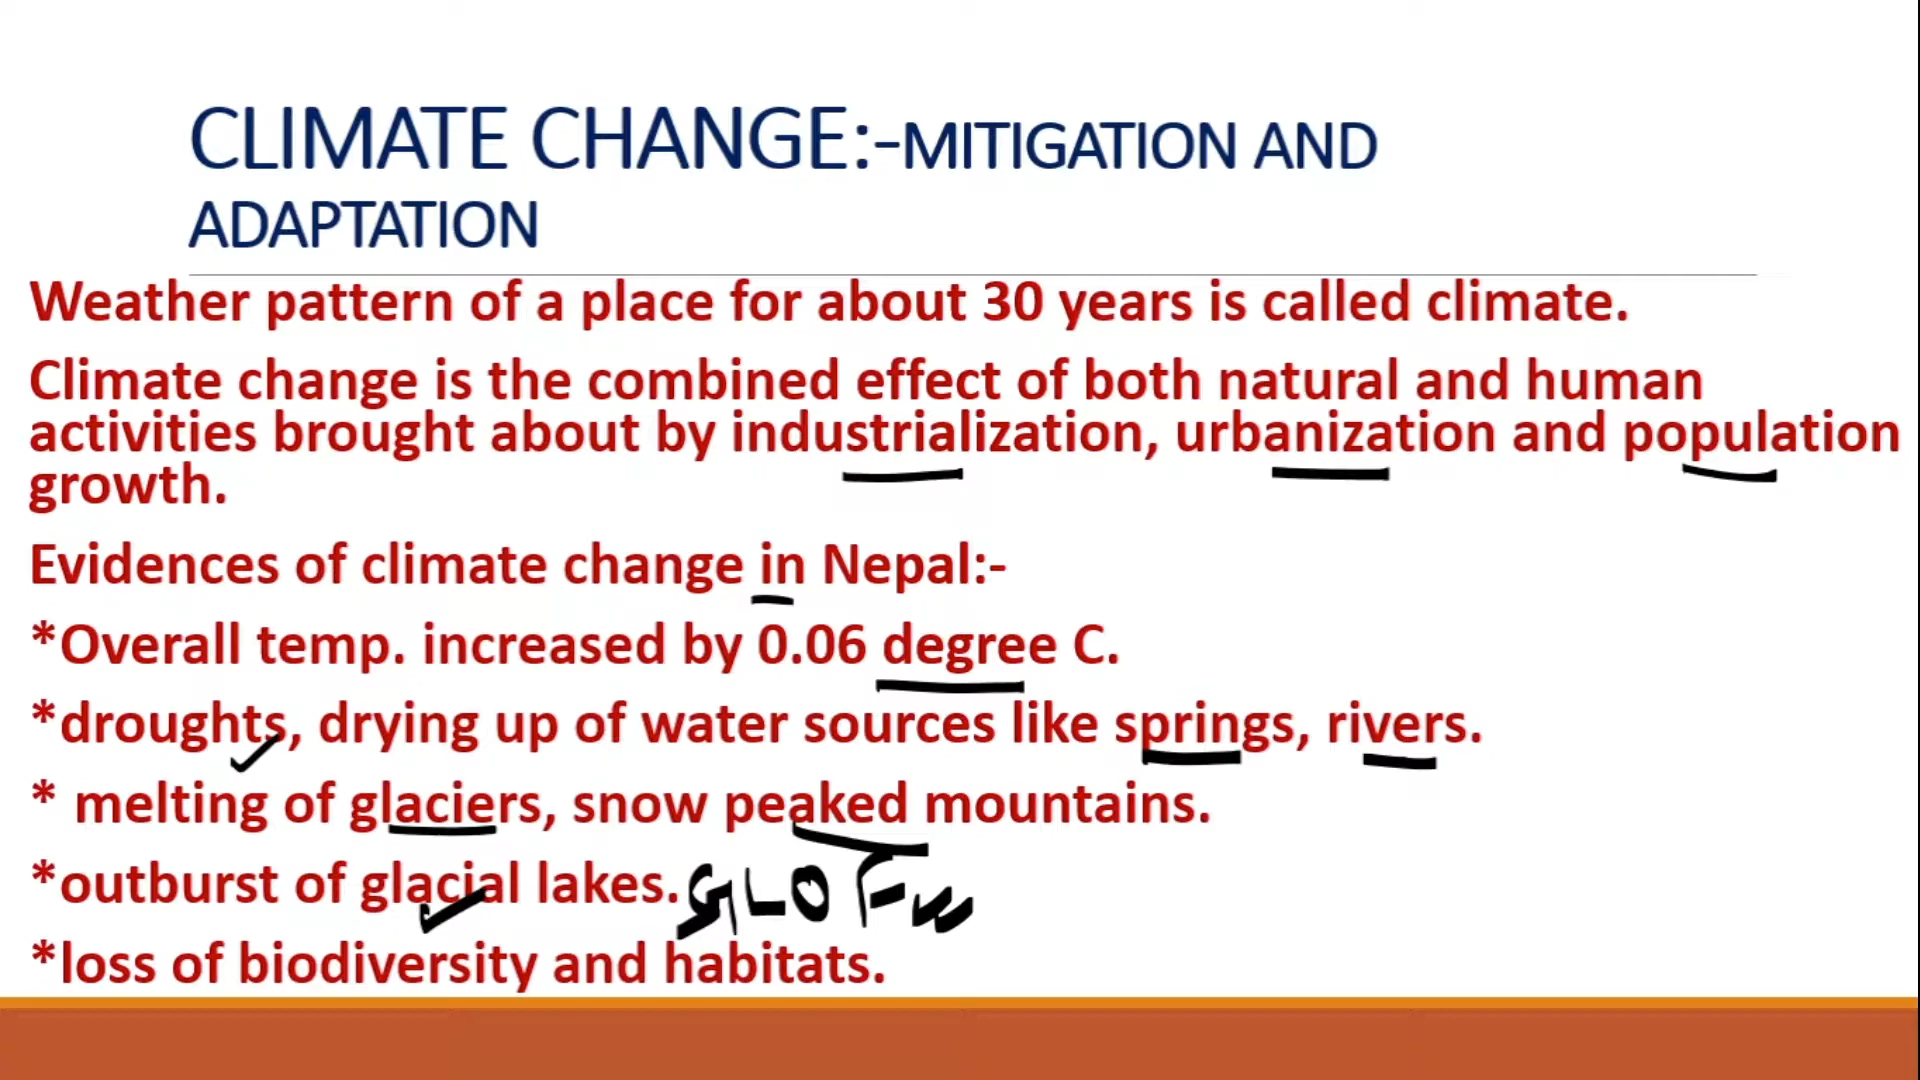 CLIMATE CHANGE:-MITIGATION AND
ADAPTATION
Weather pattern of a place for about 30 years is called climate.
Climate change is the combined effect of both natural and human
activities brought about by industrialization, urbanization and population
growth.
Evidences of climate change in Nepal:-
*Overall temp. increased by 0.06 degree C.
*droughts, drying up of water sources like springs, rivers.
* melting of glaciers, snow peaked mountains.
*outburst of glacial lakes. GLOF
*loss of biodiversity and habitats.